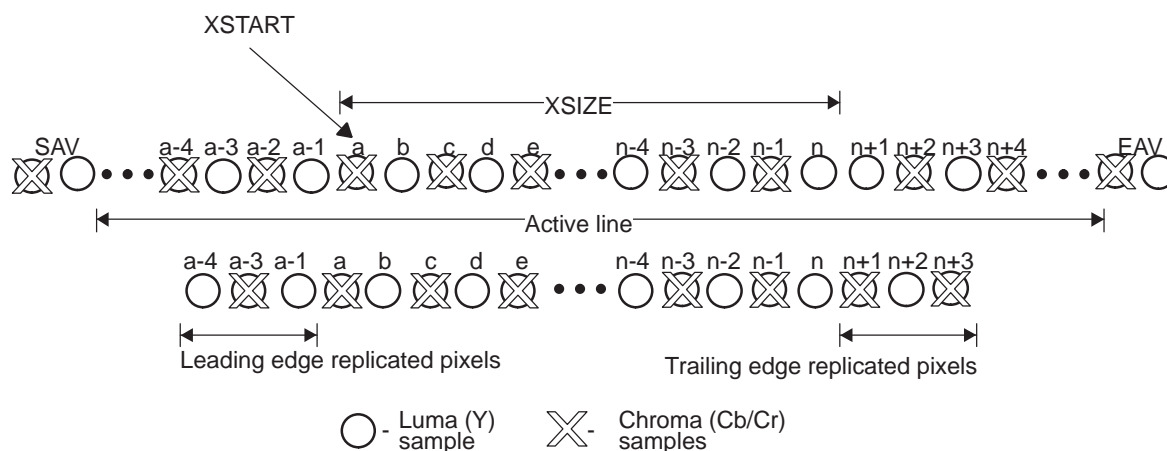 XSTART
XSIZE
SAV a-4 a-3 a-2 a-1 a b c d e n-4 n-3 n-2 n-1 n n+1 n+2 n+3 n+4 EAV
Active line
a-4 a-3 a-1 a b c d e n-4 n-3 n-2 n-1 n n+1 n+2 n+3
Leading edge replicated pixels Trailing edge replicated pixels
- Luma (Y) - Chroma (Cb/Cr)
sample samples